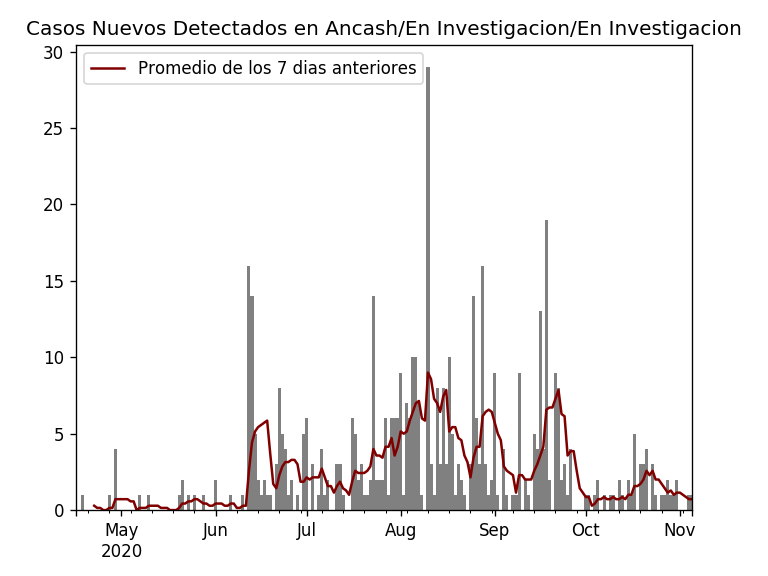 Casos Nuevos Detectados en Ancash/En Investigacion/En Investigacion
Promedio de los 7 dias anteriores
30
25
20
15
10
5
0
May Jun Jul Aug Sep Oct Nov
2020